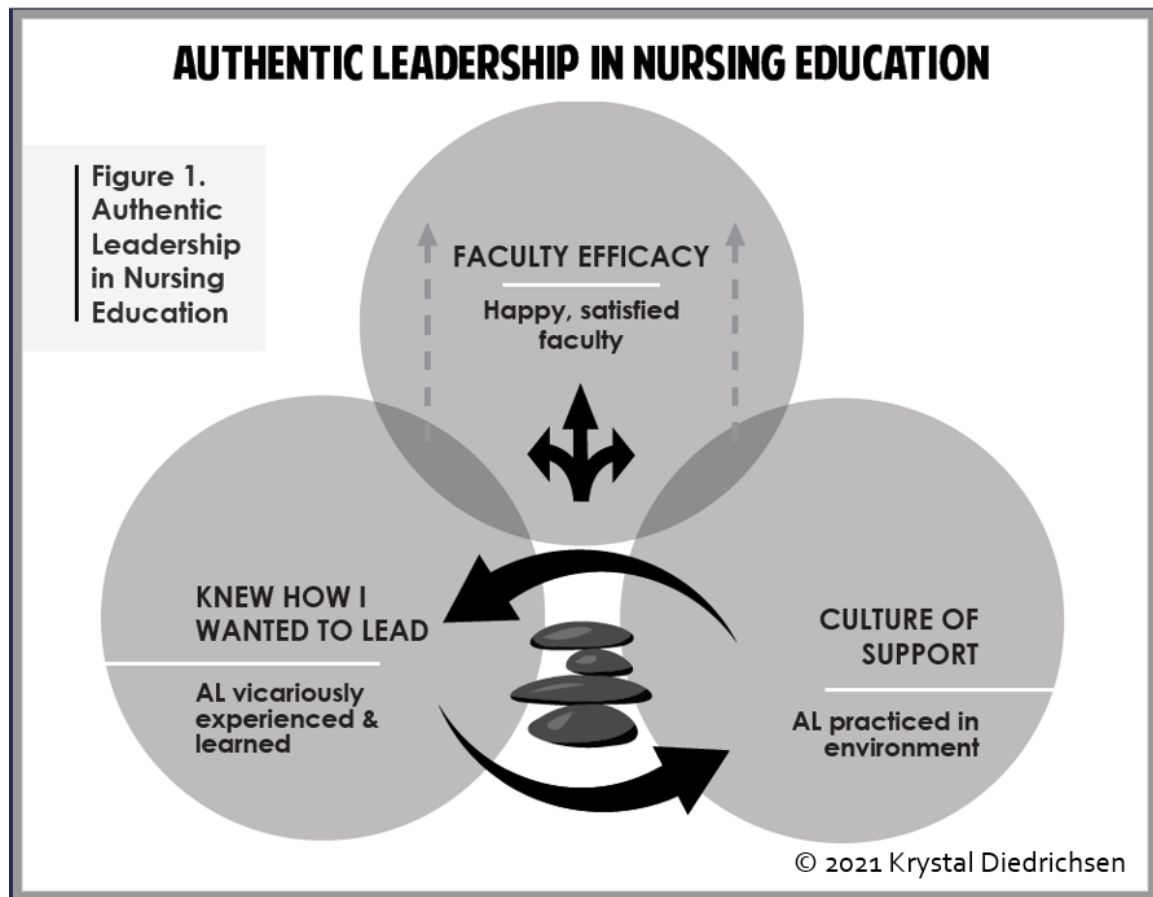 AUTHENTIC LEADERSHIP IN NURSING EDUCATION
Figure 1.
Authentic
Leadership
in Nursing
Education
FACULTY EFFICACY
Happy, satisfied
faculty
KNEW HOW I
WANTED TO LEAD
AL vicariously
experienced &
learned
CULTURE OF
SUPPORT
AL practiced in
environment
© 2021 Krystal Diedrichsen